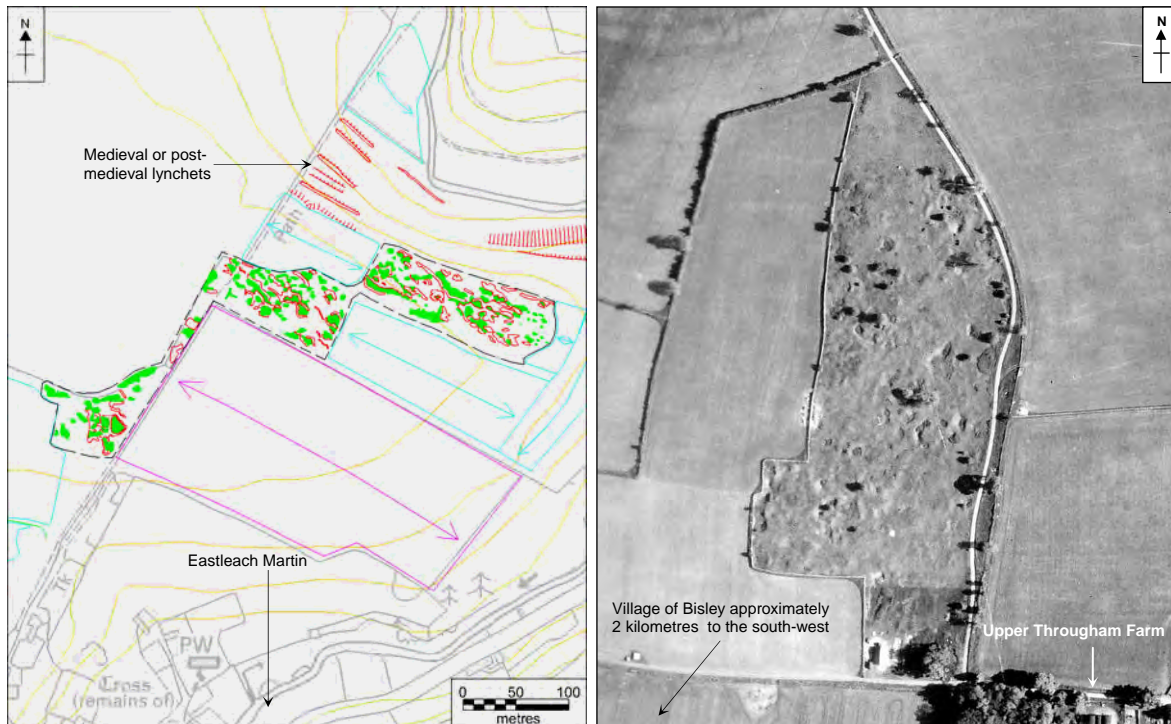 N
Medieval or post-
medieval lynchets
Path
Eastleach Martin
Tk
PW
Cross
(remains of)
0 50 100
metres
N
Village of Bisley approximately
2 kilometres to the south-west
Upper Througham Farm